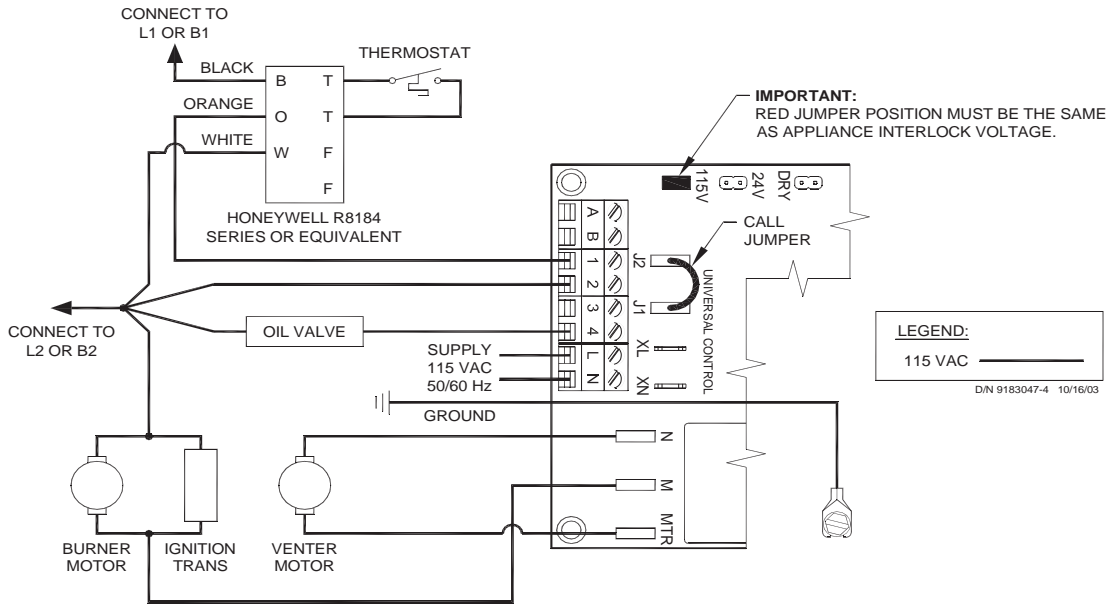 CONNECT TO
L1 OR B1
BLACK
ORANGE
WHITE
B T
O T
W F
F
THERMOSTAT
HONEYWELL R8184
SERIES OR EQUIVALENT
IMPORTANT:
RED JUMPER POSITION MUST BE THE SAME
AS APPLIANCE INTERLOCK VOLTAGE.
115V
24V
DRY
CALL
JUMPER
A
B
1
2
3
4
L
N
J2
J1
XL
XN
UNIVERSAL CONTROL
CONNECT TO
L2 OR B2
OIL VALVE
SUPPLY
115 VAC
50/60 Hz
GROUND
LEGEND:
115 VAC
D/N 9183047-4 10/16/03
N
M
MTR
BURNER
MOTOR
IGNITION
TRANS
VENTER
MOTOR